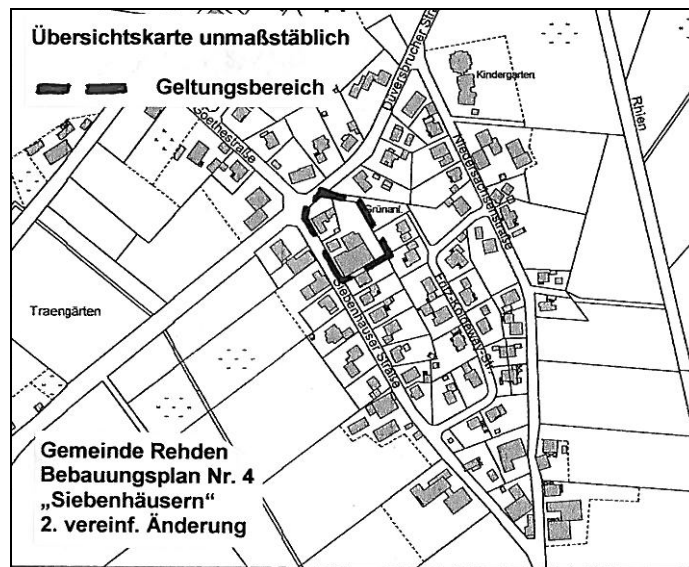 Übersichtskarte unmaßstäblich
Geltungsbereich
Kindergarten
Düversbrucher Str
Goethestraße
Niedersachsenstraße
Rhien
Grünanl.
Traengärten
Siebenhäuser Straße
Gemeinde Rehden
Bebauungsplan Nr. 4
„Siebenhäusern“
2. vereinf. Änderung